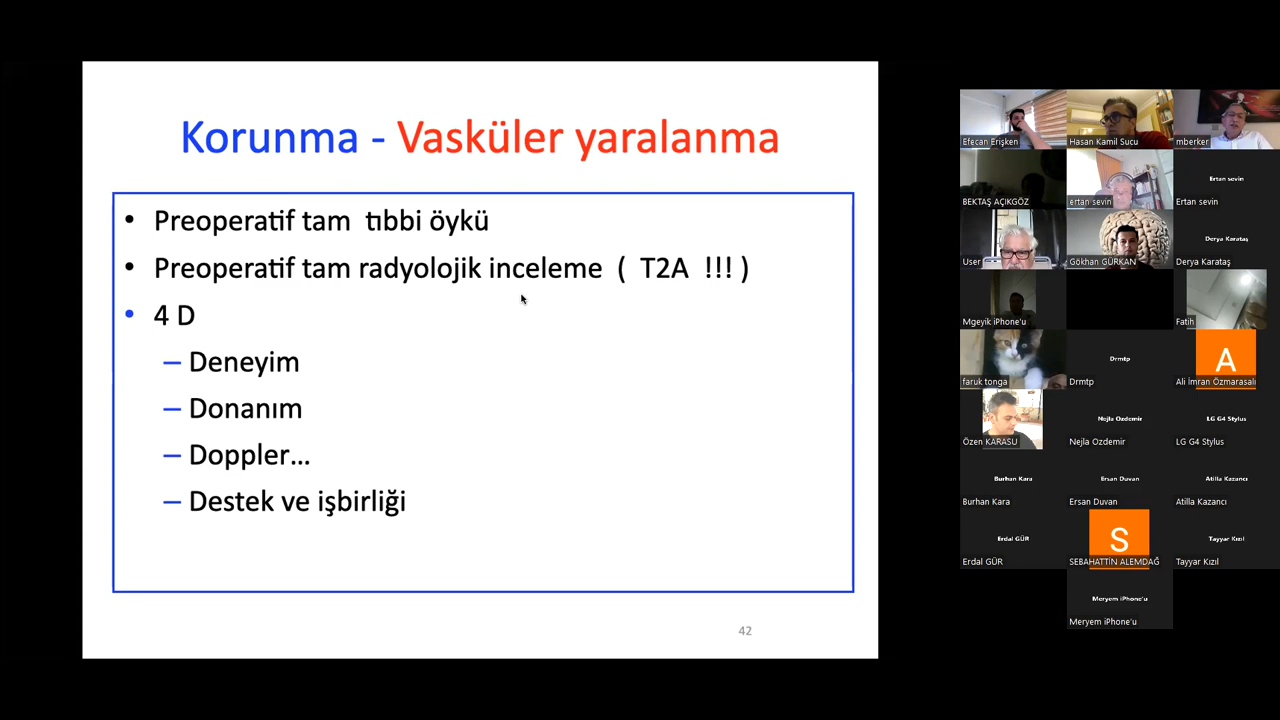 Korunma - Vasküler yaralanma
• Preoperatif tam tıbbi öykü
• Preoperatif tam radyolojik inceleme ( T2A !!! )
• 4 D
– Deneyim
– Donanım
– Doppler...
– Destek ve işbirliği
42
Efecan Erişken
Hasan Kamil Sucu
mberker
BEKTAŞ AÇIKGÖZ
ertan sevin
Ertan sevin
Ertan sevin
User
Gökhan GÜRKAN
Derya Karataş
Derya Karataş
Mgeyik iPhone'u
Fatih
faruk tonga
Drmtp
Drmtp
A
Ali İmran Özmarasalı
Özen KARASU
Nejla Ozdemir
Nejla Ozdemir
LG G4 Stylus
LG G4 Stylus
Burhan Kara
Burhan Kara
Ersan Duvan
Ersan Duvan
Atilla Kazancı
Atilla Kazancı
Erdal GÜR
Erdal GÜR
S
SEBAHATTİN ALEMDAĞ
Tayyar Kızıl
Tayyar Kızıl
Meryem iPhone'u
Meryem iPhone'u